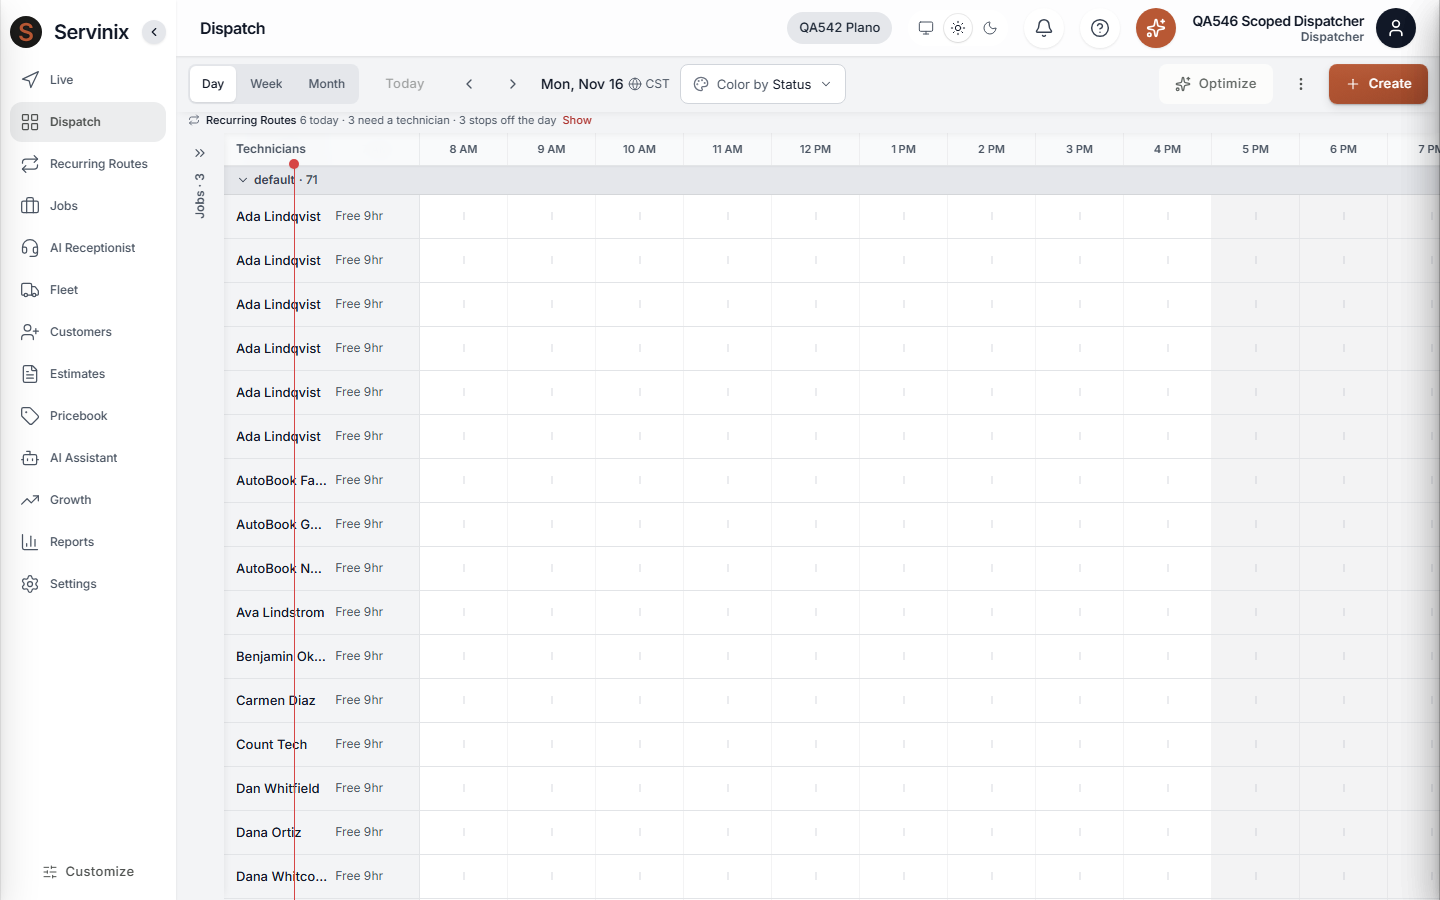 S Servinix
Dispatch
QA542 Plano
QA546 Scoped Dispatcher
Dispatcher
Live
Dispatch
Recurring Routes
Jobs
AI Receptionist
Fleet
Customers
Estimates
Pricebook
AI Assistant
Growth
Reports
Settings
Customize
Day Week Month Today Mon, Nov 16 CST Color by Status Optimize + Create
Recurring Routes 6 today · 3 need a technician · 3 stops off the day Show
Jobs · 3
Technicians 8 AM 9 AM 10 AM 11 AM 12 PM 1 PM 2 PM 3 PM 4 PM 5 PM 6 PM 7 PM
default · 71
Ada Lindqvist Free 9hr
Ada Lindqvist Free 9hr
Ada Lindqvist Free 9hr
Ada Lindqvist Free 9hr
Ada Lindqvist Free 9hr
Ada Lindqvist Free 9hr
AutoBook Fa... Free 9hr
AutoBook G... Free 9hr
AutoBook N... Free 9hr
Ava Lindstrom Free 9hr
Benjamin Ok... Free 9hr
Carmen Diaz Free 9hr
Count Tech Free 9hr
Dan Whitfield Free 9hr
Dana Ortiz Free 9hr
Dana Whitco... Free 9hr